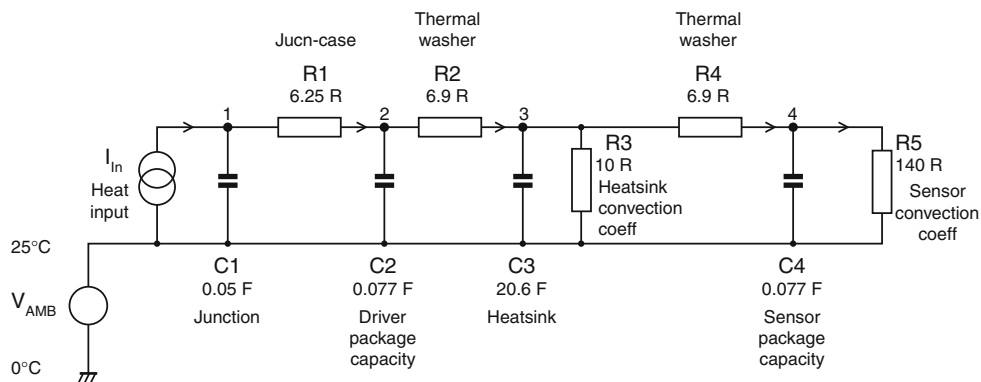 Thermal
washer
Thermal
washer
Jucn-case
R1
6.25 R
R2
6.9 R
R4
6.9 R
1
2
3
4
I In
Heat
input
R3
10 R
Heatsink
convection
coeff
R5
140 R
Sensor
convection
coeff
25°C
V AMB
0°C
C1
0.05 F
Junction
C2
0.077 F
Driver
package
capacity
C3
20.6 F
Heatsink
C4
0.077 F
Sensor
package
capacity